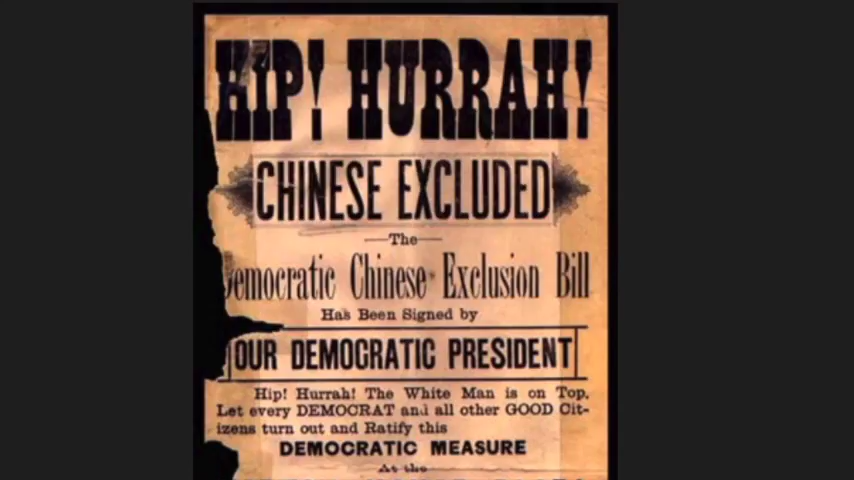 HIP! HURRAH!
CHINESE EXCLUDED
The
Democratic Chinese Exclusion Bill
Has Been Signed by
OUR DEMOCRATIC PRESIDENT
Hip! Hurrah! The White Man is on Top,
Let every DEMOCRAT and all other GOOD Cit-
izens turn out and Ratify this
DEMOCRATIC MEASURE
At the